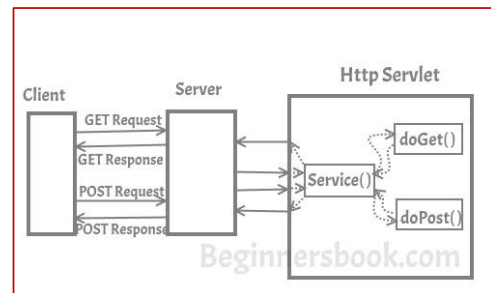 Http Servlet
Client
Server
GET Request
GET Response
POST Request
POST Response
Service()
doGet()
doPost()
Beginnersbook.com